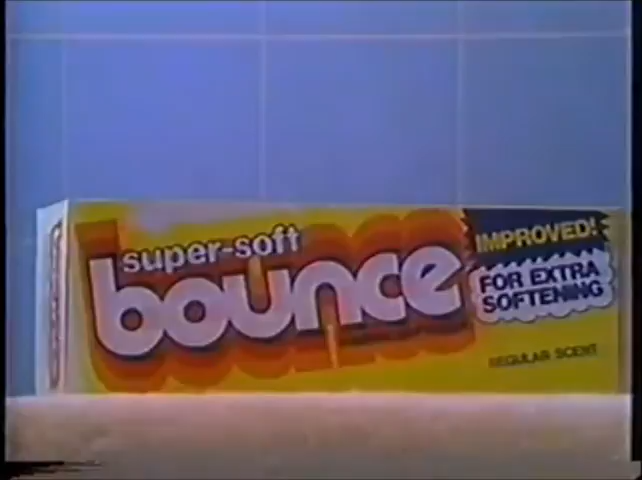 super-soft
bounce
IMPROVED!
FOR EXTRA
SOFTENING
REGULAR SCENT